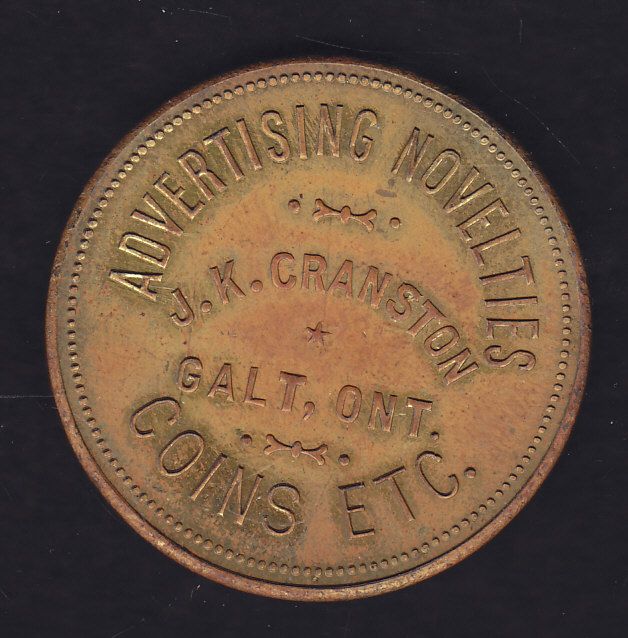 ADVERTISING NOVELTIES
J.K. CRANSTON
GALT, ONT.
COINS ETC.